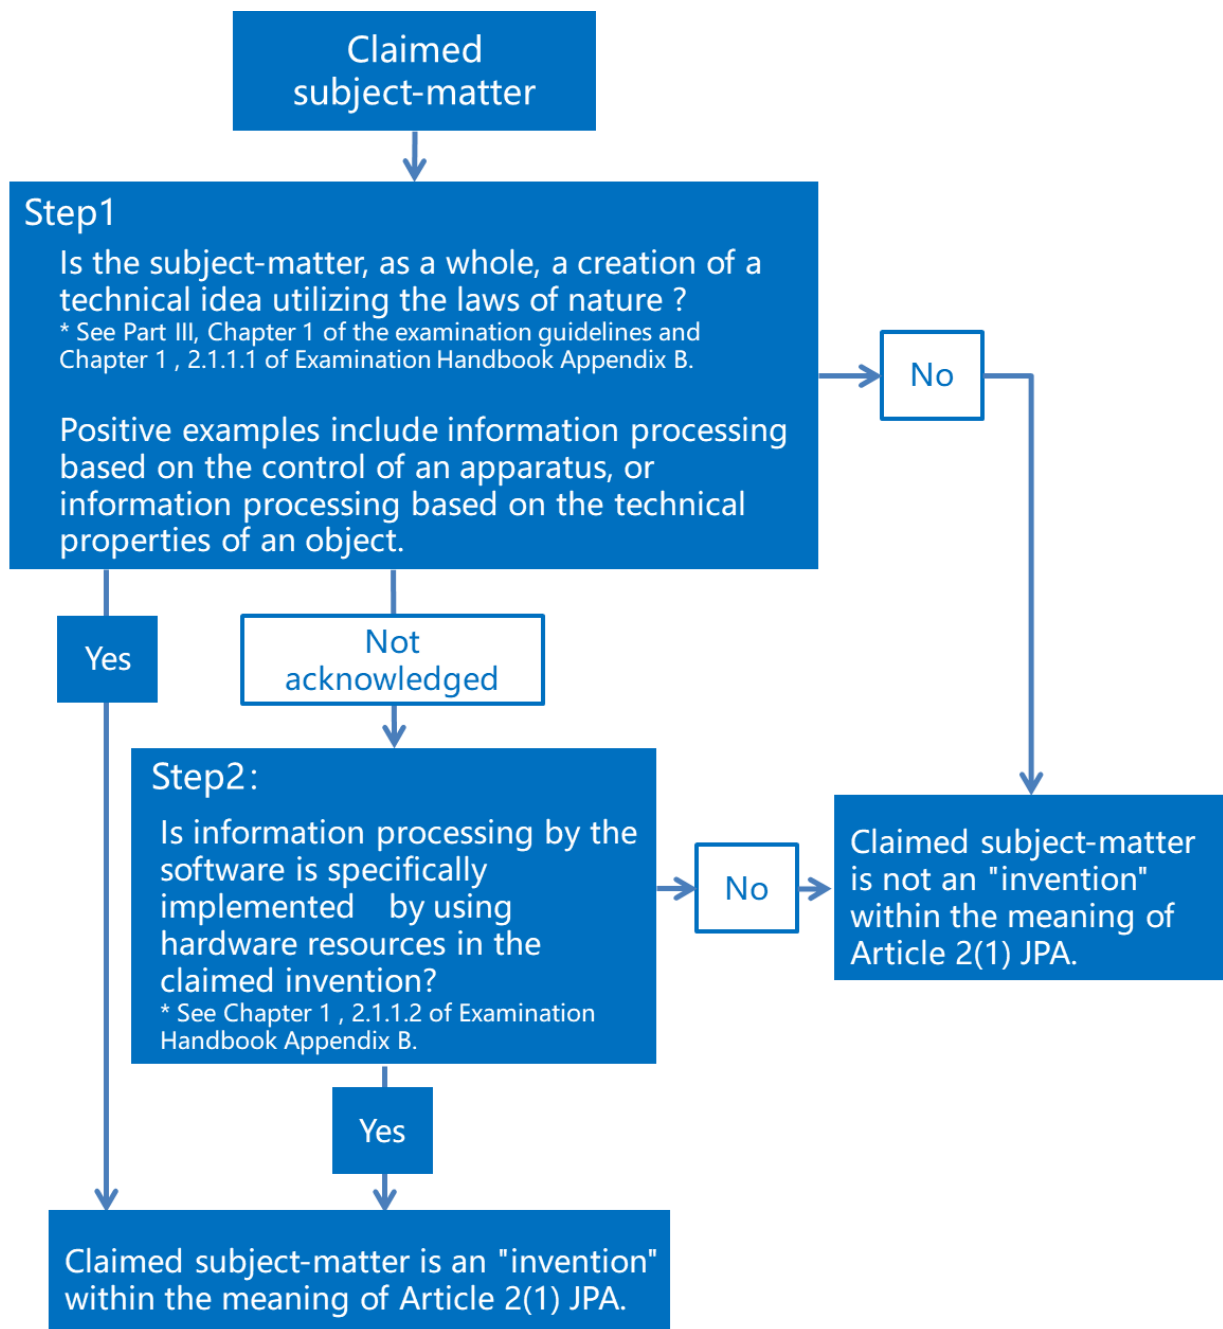 Claimed
subject-matter
Step1
Is the subject-matter, as a whole, a creation of a
technical idea utilizing the laws of nature ?
* See Part III, Chapter 1 of the examination guidelines and
Chapter 1 , 2.1.1.1 of Examination Handbook Appendix B.
Positive examples include information processing
based on the control of an apparatus, or
information processing based on the technical
properties of an object.
No
Yes
Not
acknowledged
Step2:
Is information processing by the
software is specifically
implemented by using
hardware resources in the
claimed invention?
* See Chapter 1 , 2.1.1.2 of Examination
Handbook Appendix B.
No
Claimed subject-matter
is not an "invention"
within the meaning of
Article 2(1) JPA.
Yes
Claimed subject-matter is an "invention"
within the meaning of Article 2(1) JPA.